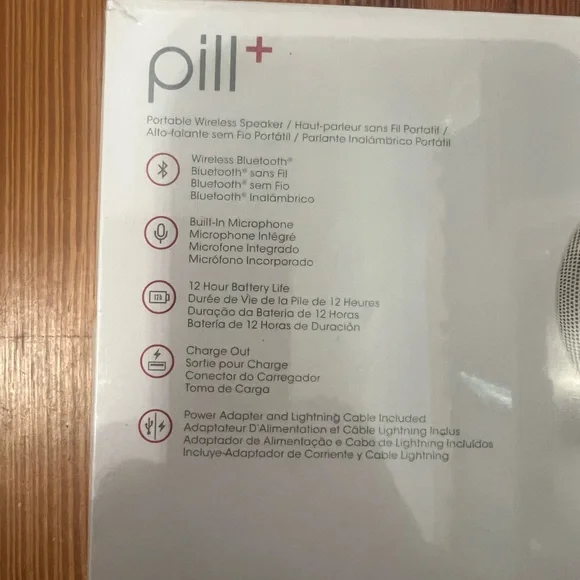 pill+
Portable Wireless Speaker / Haut-parleur sans Fil Portatif /
Alto-falante sem Fio Portátil / Parlante Inalámbrico Portátil
Wireless Bluetooth®
Bluetooth® sans Fil
Bluetooth® sem Fio
Bluetooth® Inalámbrico
Built-In Microphone
Microphone Intégré
Microfone Integrado
Micrófono Incorporado
12h
12 Hour Battery Life
Durée de Vie de la Pile de 12 Heures
Duração da Bateria de 12 Horas
Batería de 12 Horas de Duración
Charge Out
Sortie pour Charge
Conector do Carregador
Toma de Carga
Power Adapter and Lightning Cable Included
Adaptateur D'Alimentation et Câble Lightning Inclus
Adaptador de Alimentação e Cabo de Lightning Incluídos
Incluye-Adaptador de Corriente y Cable Lightning